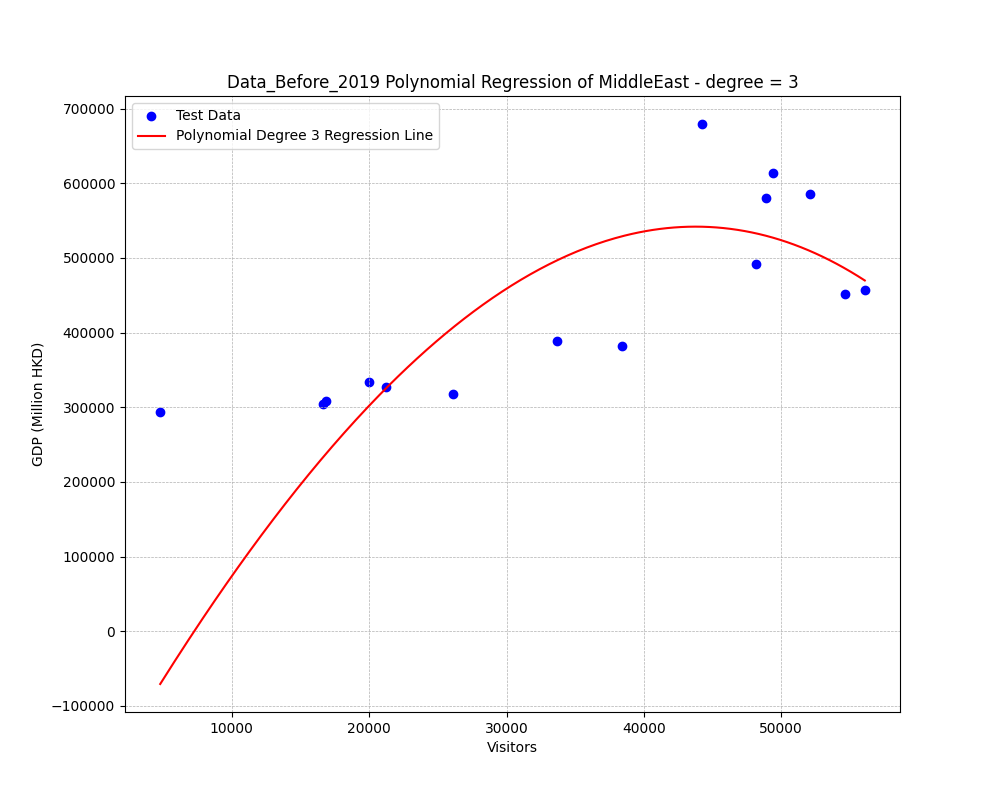 Data_Before_2019 Polynomial Regression of MiddleEast - degree = 3
Test Data
Polynomial Degree 3 Regression Line
700000
600000
500000
400000
300000
200000
100000
0
−100000
GDP (Million HKD)
10000
20000
30000
40000
50000
Visitors